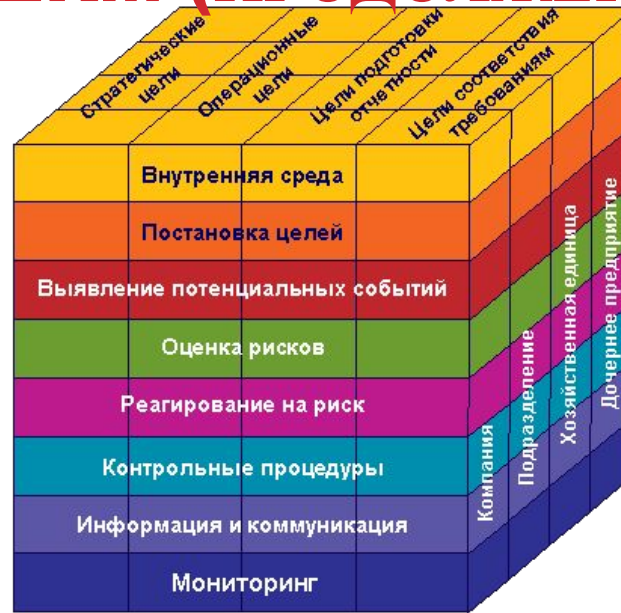 Стратегические
цели
Операционные
цели
Цели подготовки
отчетности
Цели соответствия
требованиям
Внутренняя среда
Постановка целей
Выявление потенциальных событий
Оценка рисков
Реагирование на риск
Контрольные процедуры
Информация и коммуникация
Мониторинг
Компания
Подразделение
Хозяйственная единица
Дочернее предприятие